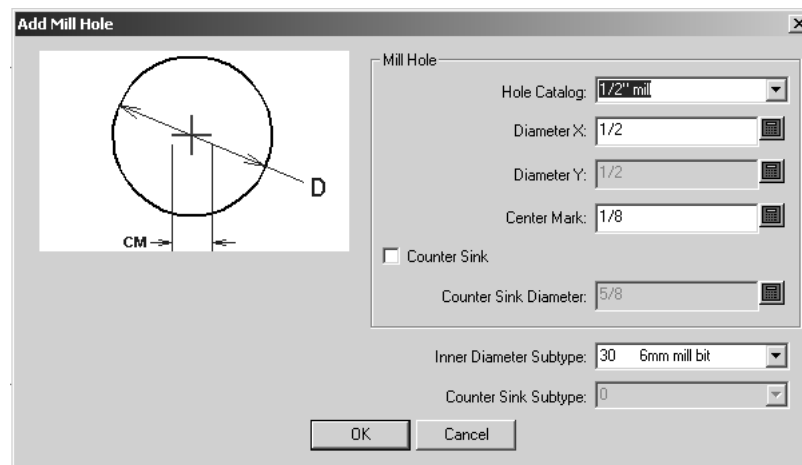 Add Mill Hole
D
CM
Mill Hole
Hole Catalog: 1/2" mill
Diameter X: 1/2
Diameter Y: 1/2
Center Mark: 1/8
Counter Sink
Counter Sink Diameter: 5/8
Inner Diameter Subtype: 30 6mm mill bit
Counter Sink Subtype: 0
OK Cancel